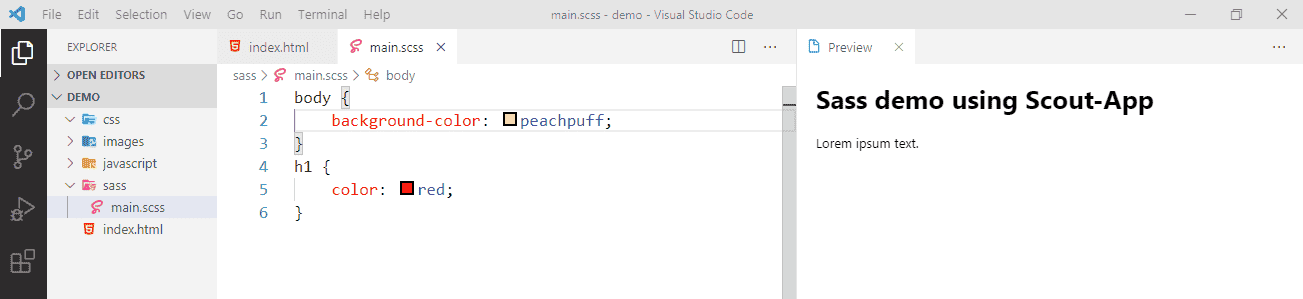 File Edit Selection View Go Run Terminal Help main.scss - demo - Visual Studio Code
EXPLORER
OPEN EDITORS
DEMO
css
images
javascript
sass
main.scss
index.html
index.html main.scss
sass > main.scss > body
1 body {
2 background-color: peachpuff;
3 }
4 h1 {
5 color: red;
6 }
Preview
Sass demo using Scout-App
Lorem ipsum text.